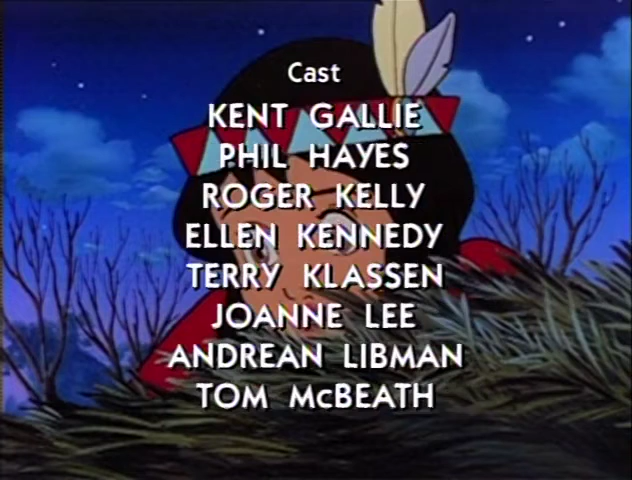 Cast
KENT GALLIE
PHIL HAYES
ROGER KELLY
ELLEN KENNEDY
TERRY KLASSEN
JOANNE LEE
ANDREAN LIBMAN
TOM McBEATH